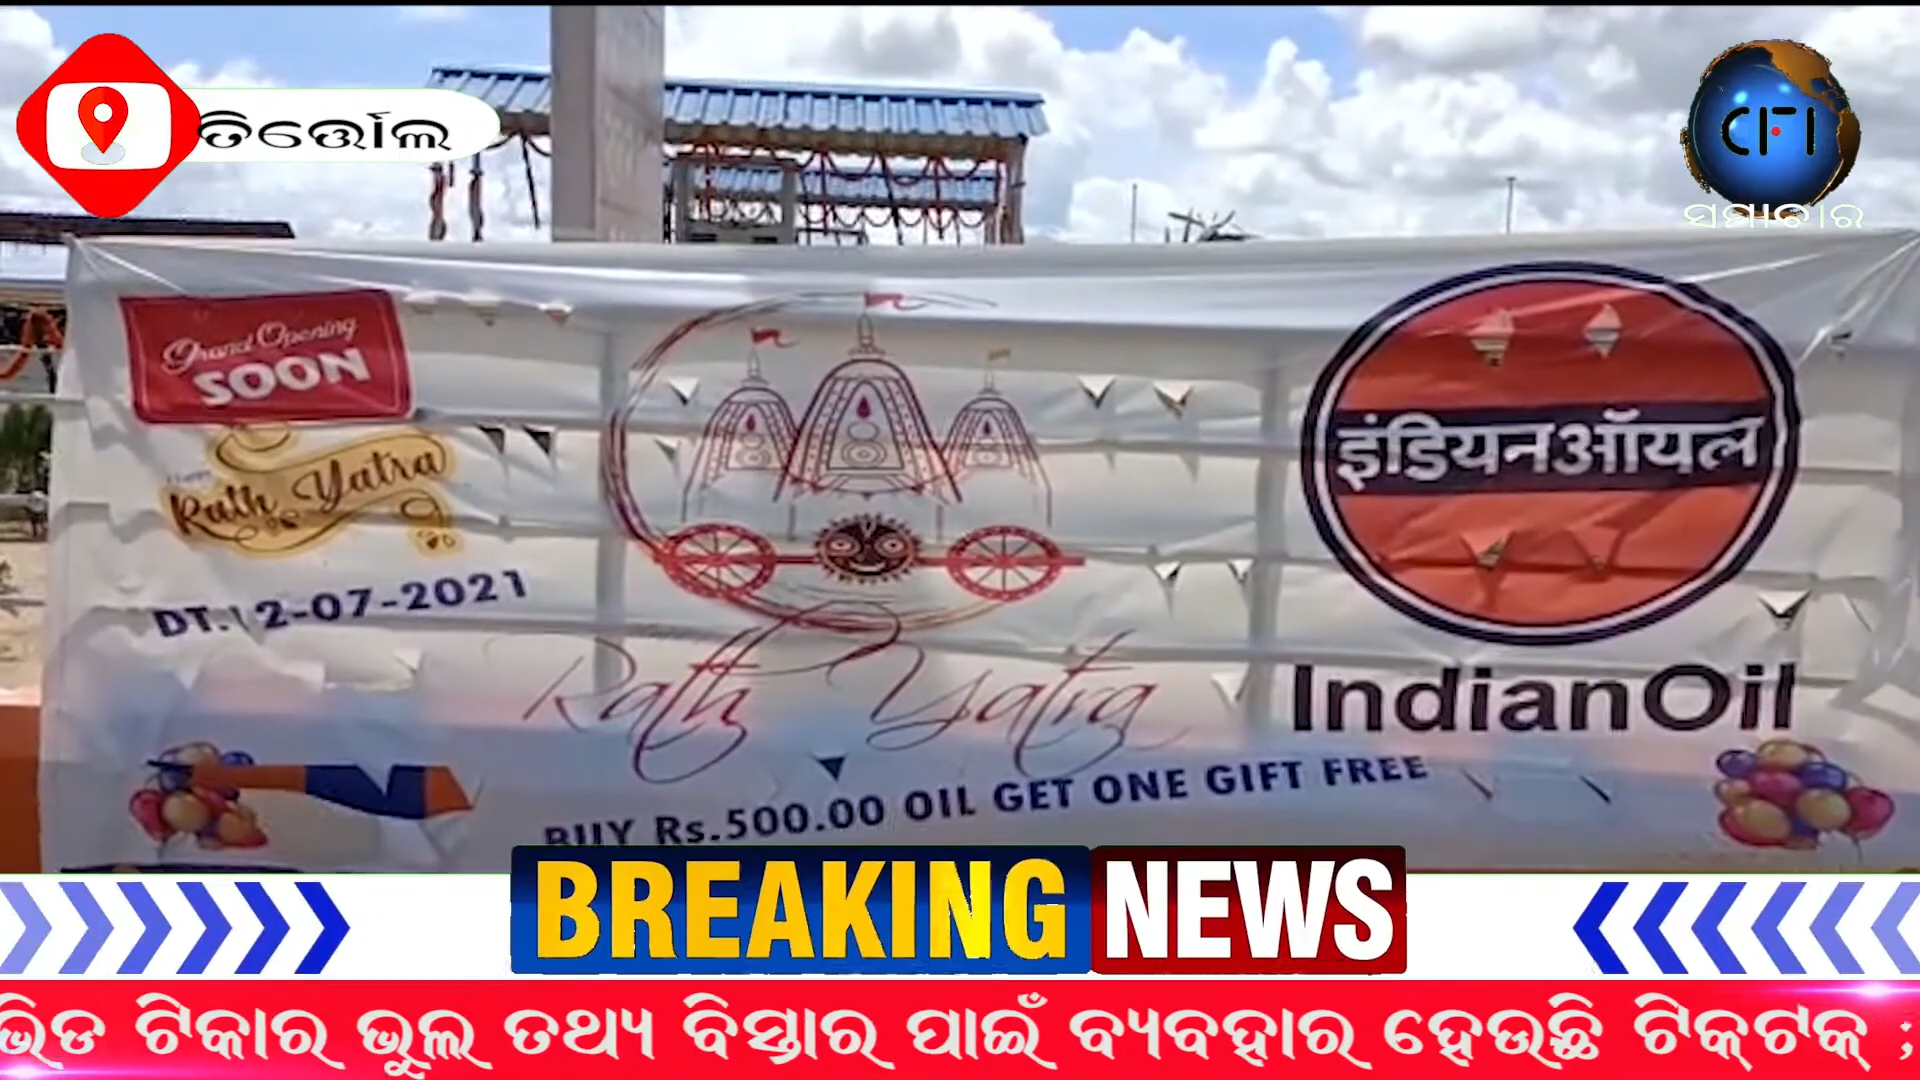 ତିର୍ତ୍ତୋଲ
CFI
ସମାଚାର
Grand Opening
SOON
Happy
Rath Yatra
DT.12-07-2021
इंडियनऑयल
IndianOil
Rath Yatra
BUY Rs.500.00 OIL GET ONE GIFT FREE
BREAKING NEWS
ଭିଡ ଟିକାର ଭୁଲ ତଥ୍ୟ ବିସ୍ତାର ପାଇଁ ବ୍ୟବହାର ହେଉଛି ଟିକ୍‌ଟକ୍ ;